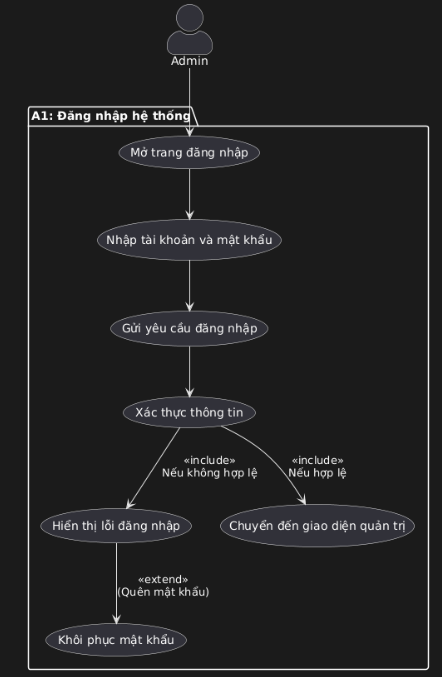 Admin
A1: Đăng nhập hệ thống
Mở trang đăng nhập
Nhập tài khoản và mật khẩu
Gửi yêu cầu đăng nhập
Xác thực thông tin
«include»
Nếu không hợp lệ
«include»
Nếu hợp lệ
Hiển thị lỗi đăng nhập
Chuyển đến giao diện quản trị
«extend»
(Quên mật khẩu)
Khôi phục mật khẩu